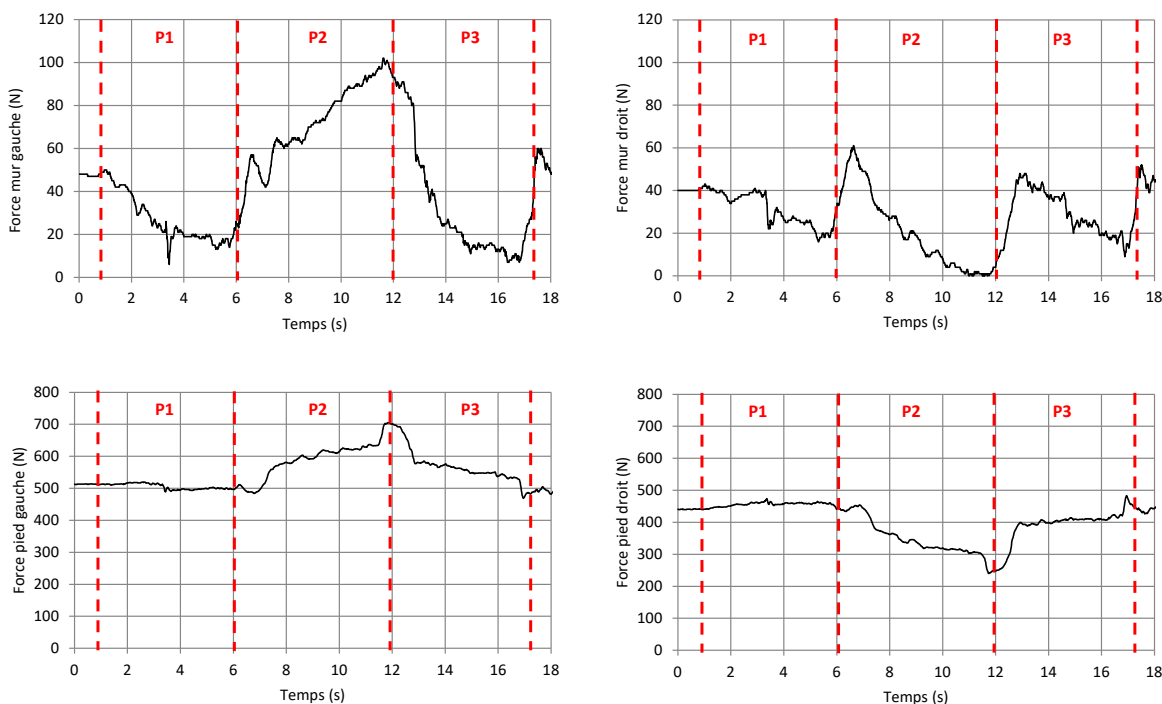 Force mur gauche (N)
120
100
80
60
40
20
0
P1 P2 P3
0 2 4 6 8 10 12 14 16 18
Temps (s)
Force mur droit (N)
120
100
80
60
40
20
0
P1 P2 P3
0 2 4 6 8 10 12 14 16 18
Temps (s)
Force pied gauche (N)
800
700
600
500
400
300
200
100
0
P1 P2 P3
0 2 4 6 8 10 12 14 16 18
Temps (s)
Force pied droit (N)
800
700
600
500
400
300
200
100
0
P1 P2 P3
0 2 4 6 8 10 12 14 16 18
Temps (s)